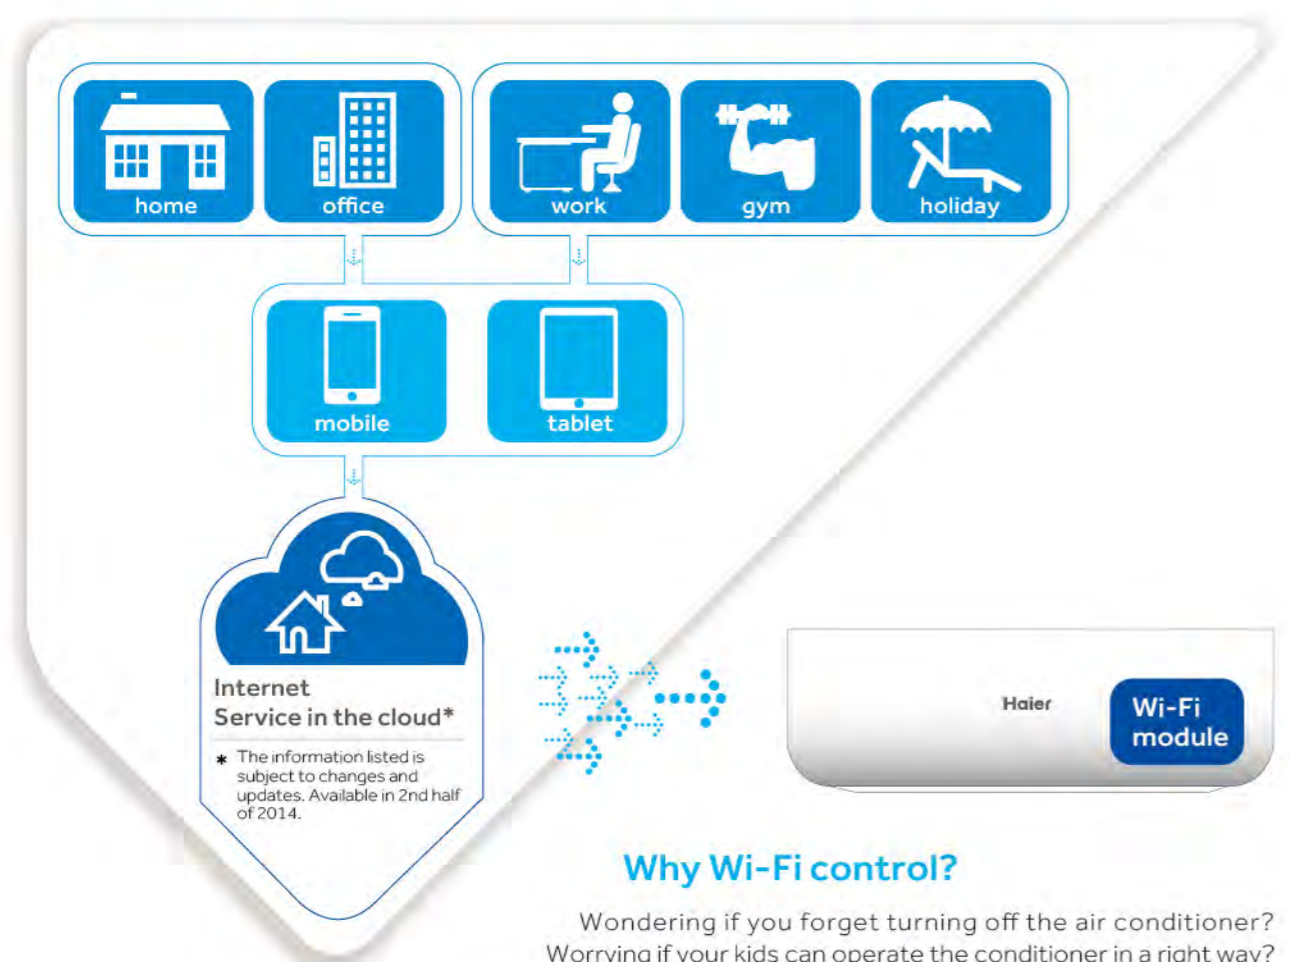 home
office
work
gym
holiday
mobile
tablet
Internet
Service in the cloud*
* The information listed is
subject to changes and
updates. Available in 2nd half
of 2014.
Haier
Wi-Fi
module
Why Wi-Fi control?
Wondering if you forget turning off the air conditioner?
Worrying if your kids can operate the conditioner in a right way?